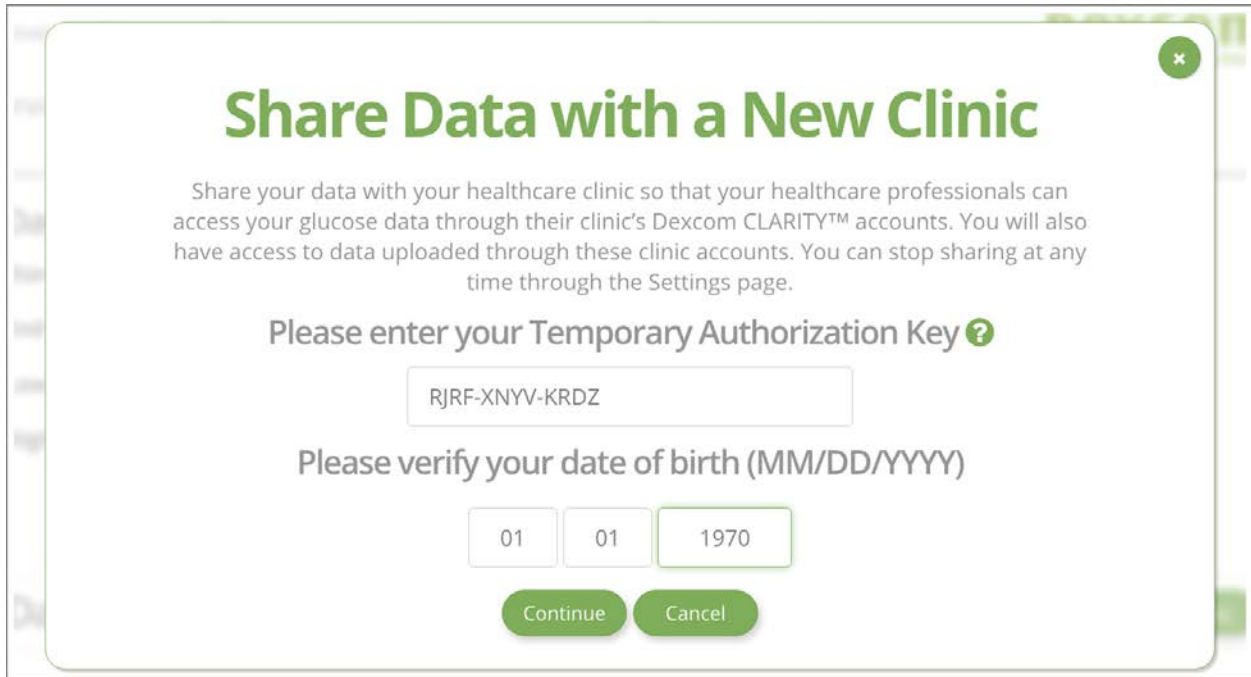 Share Data with a New Clinic
Share your data with your healthcare clinic so that your healthcare professionals can
access your glucose data through their clinic's Dexcom CLARITY™ accounts. You will also
have access to data uploaded through these clinic accounts. You can stop sharing at any
time through the Settings page.
Please enter your Temporary Authorization Key ?
RJRF-XNYV-KRDZ
Please verify your date of birth (MM/DD/YYYY)
01 01 1970
Continue Cancel